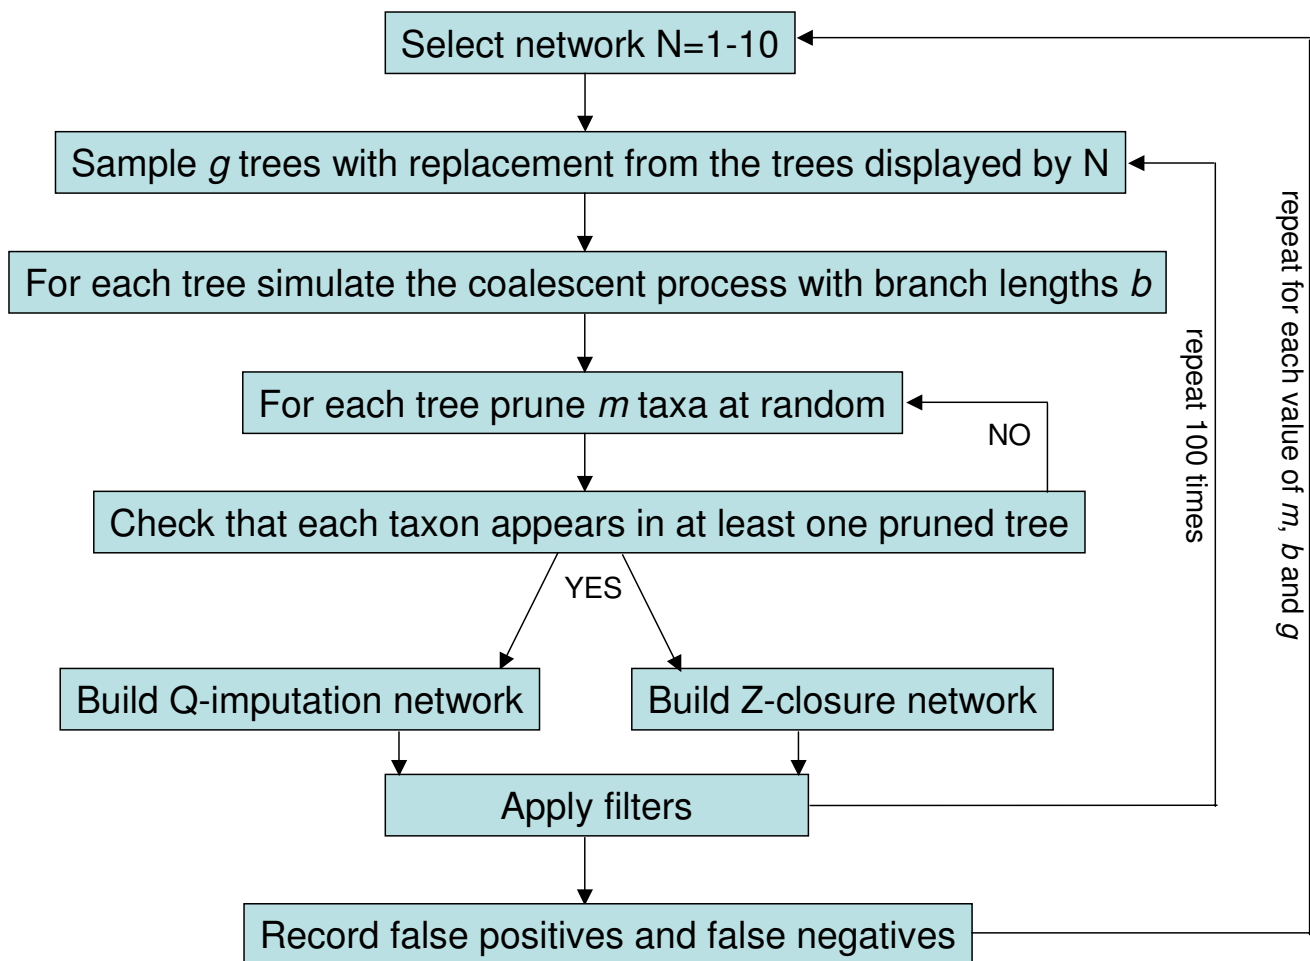 Select network N=1-10
Sample g trees with replacement from the trees displayed by N
For each tree simulate the coalescent process with branch lengths b
For each tree prune m taxa at random
NO
Check that each taxon appears in at least one pruned tree
YES
Build Q-imputation network
Build Z-closure network
Apply filters
Record false positives and false negatives
repeat 100 times
repeat for each value of m, b and g